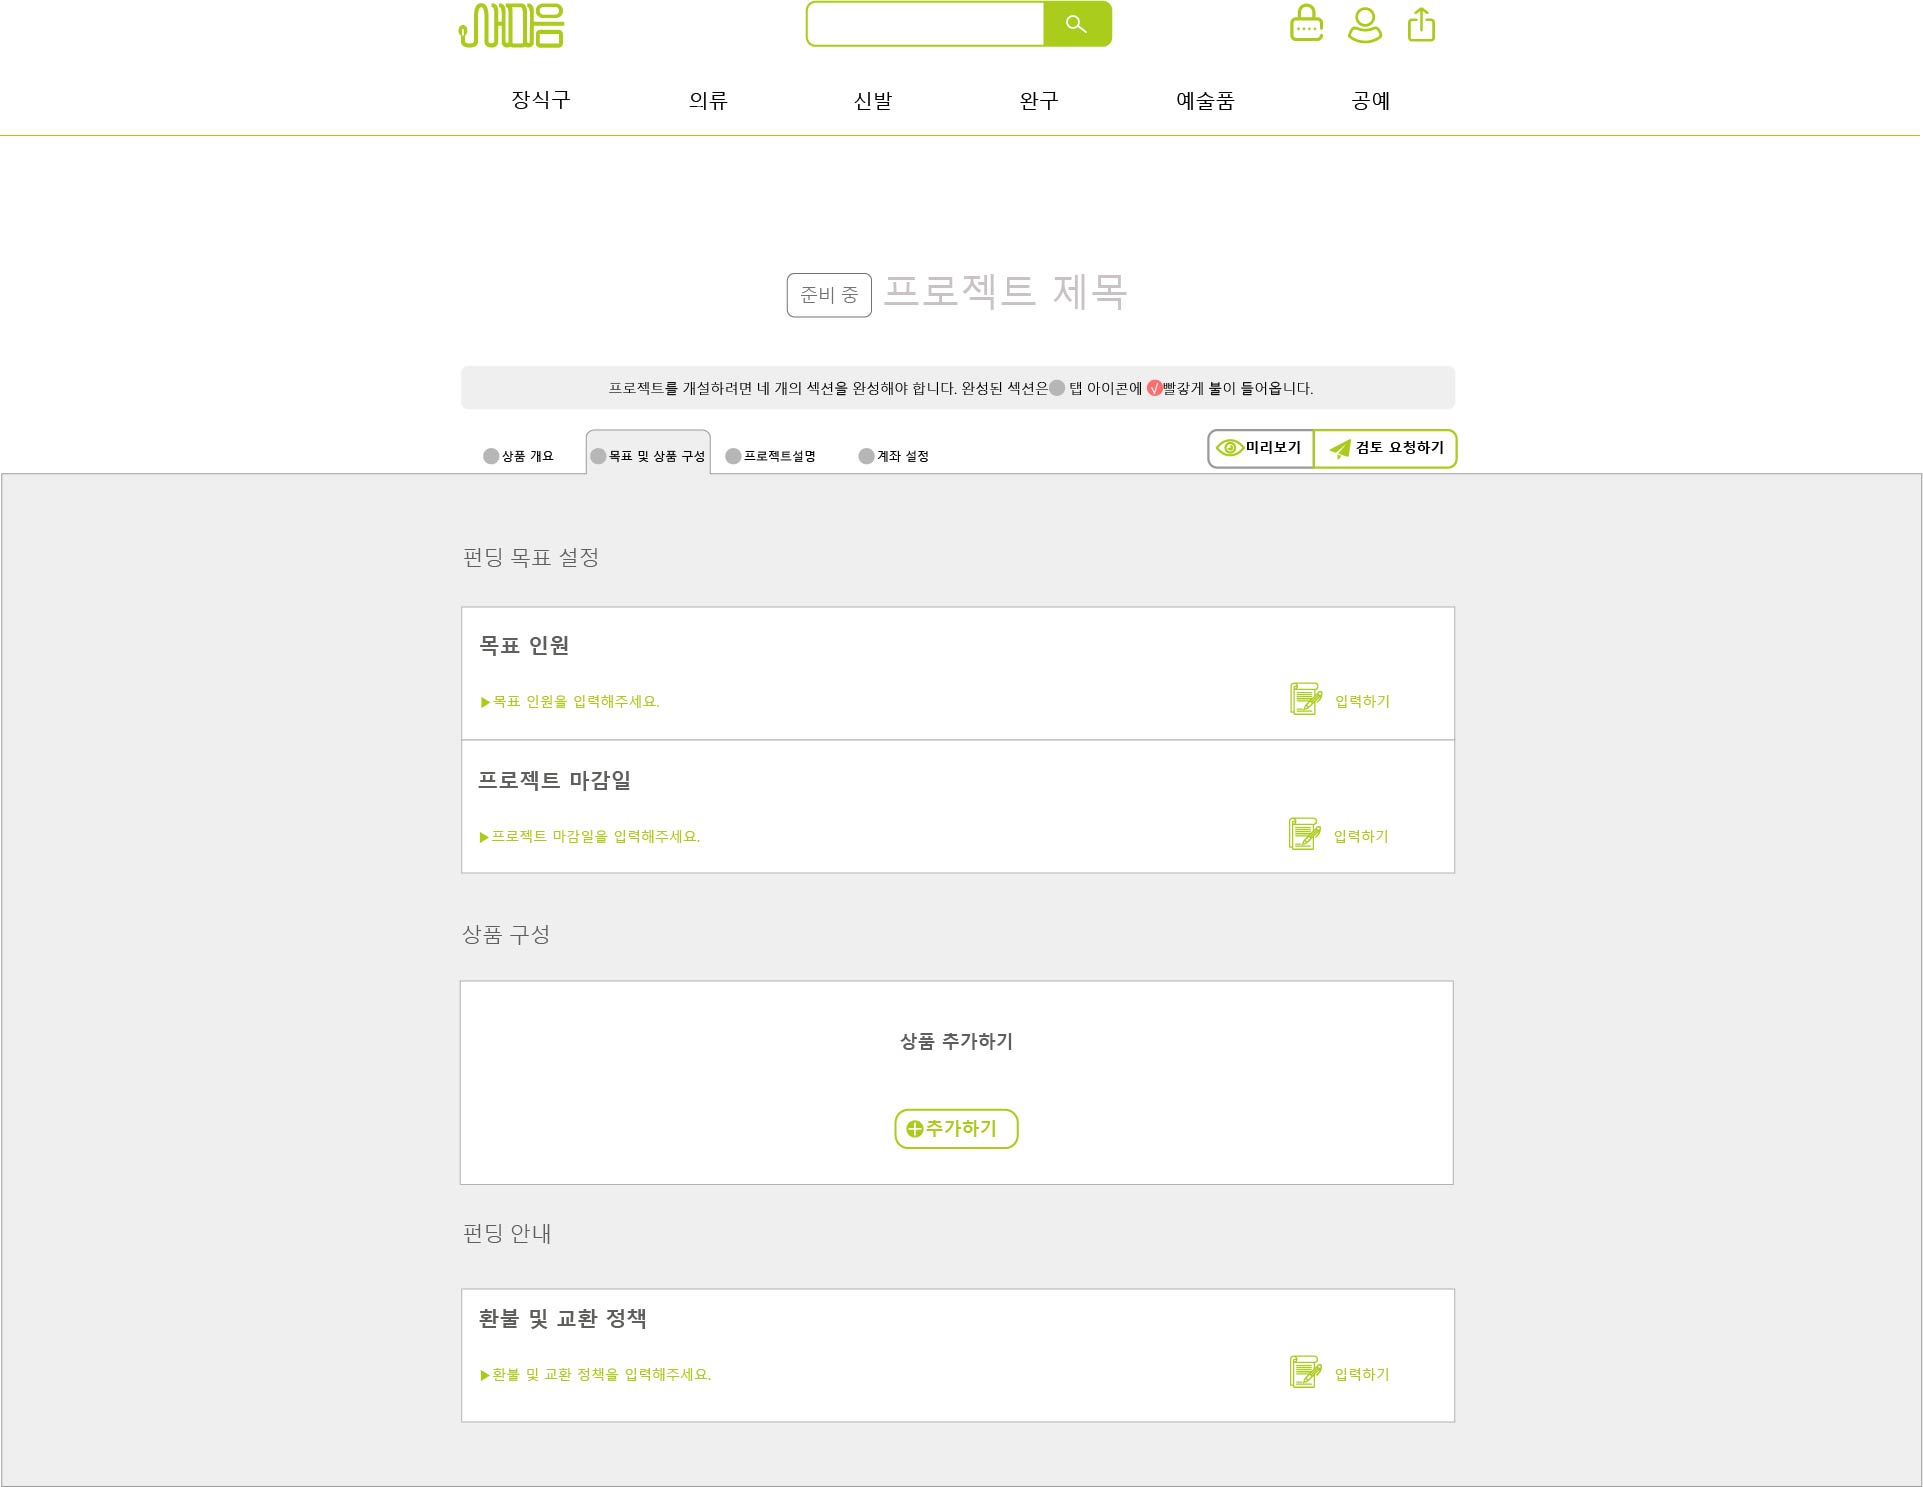 새마음
장식구 의류 신발 완구 예술품 공예
준비 중 프로젝트 제목
프로젝트를 개설하려면 네 개의 섹션을 완성해야 합니다. 완성된 섹션은 탭 아이콘에 √빨갛게 불이 들어옵니다.
상품 개요 목표 및 상품 구성 프로젝트설명 계좌 설정 미리보기 검토 요청하기
펀딩 목표 설정
목표 인원
▶목표 인원을 입력해주세요. 입력하기
프로젝트 마감일
▶프로젝트 마감일을 입력해주세요. 입력하기
상품 구성
상품 추가하기
추가하기
펀딩 안내
환불 및 교환 정책
▶환불 및 교환 정책을 입력해주세요. 입력하기